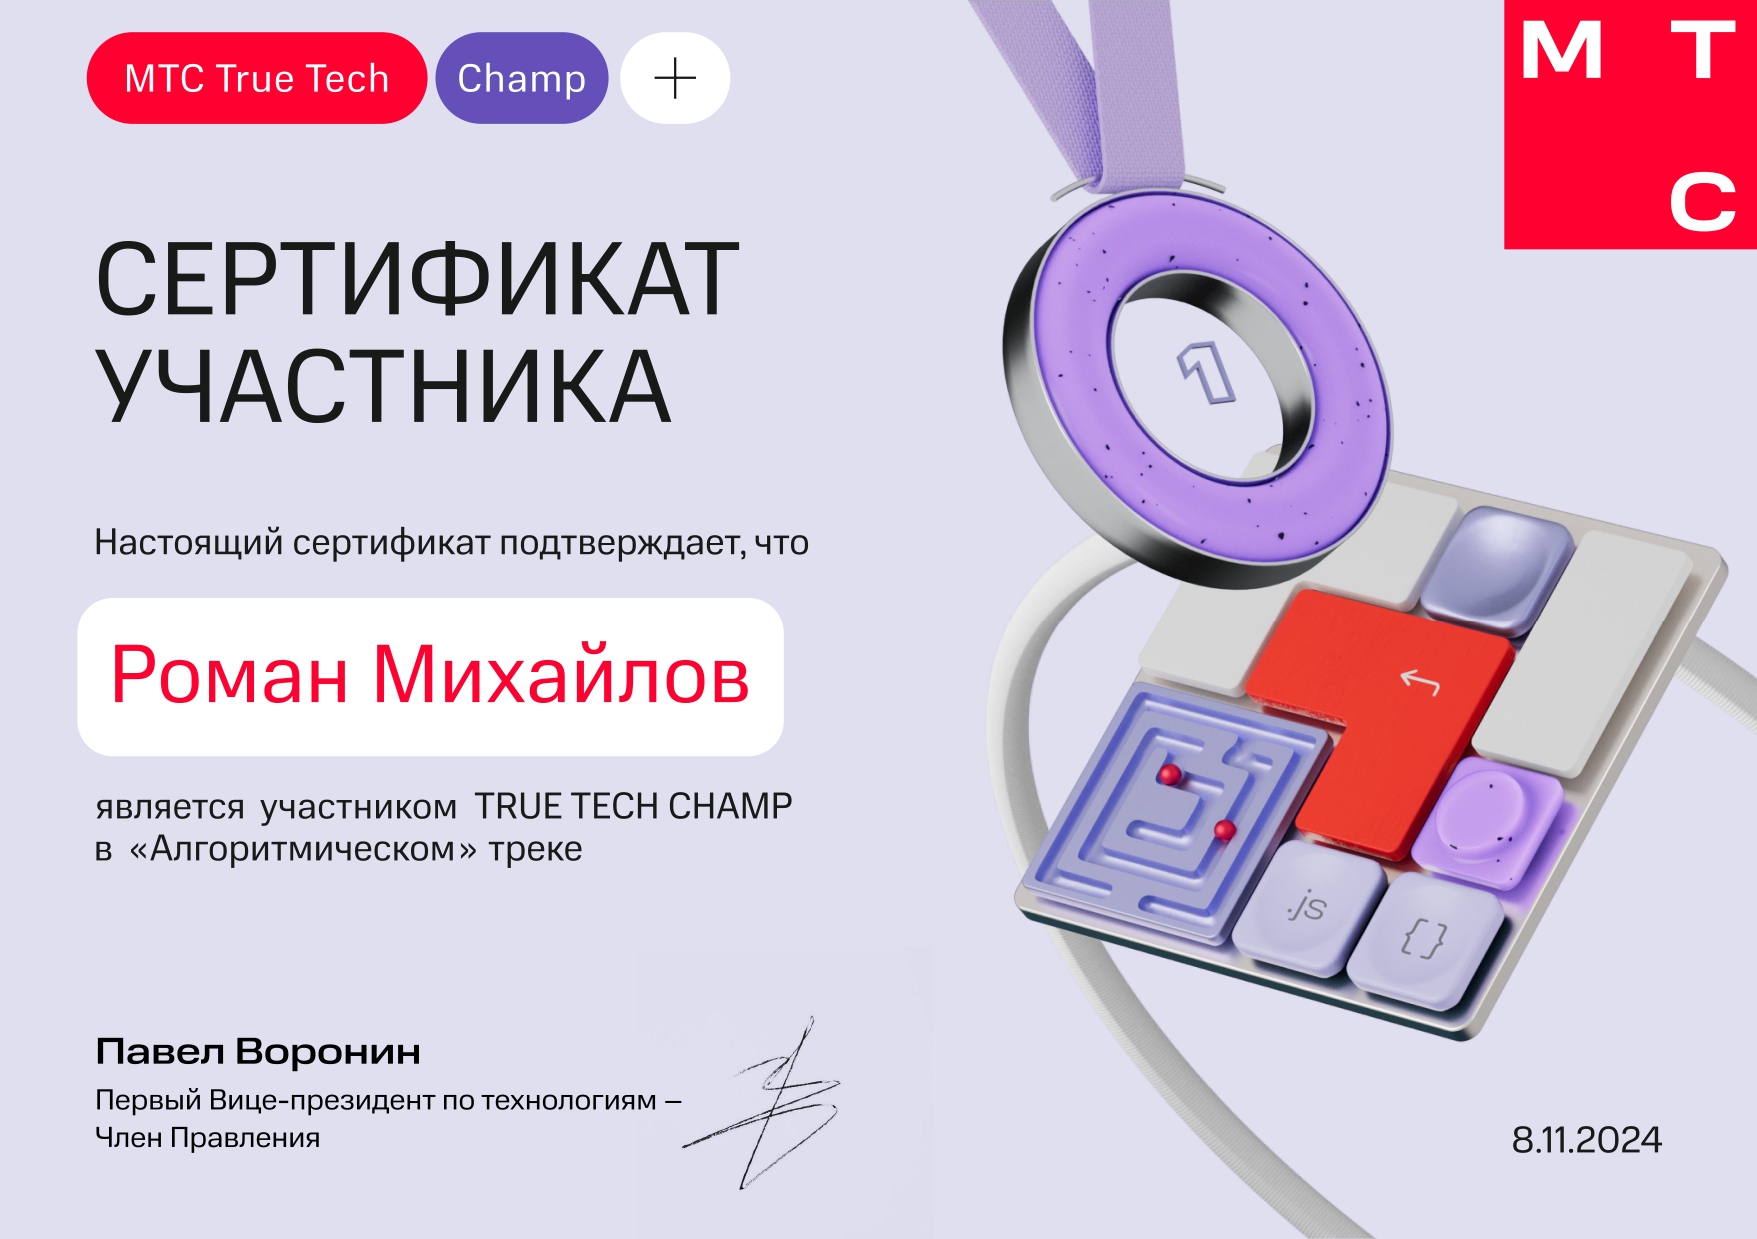 МТС True Tech Champ +
М Т
С
СЕРТИФИКАТ
УЧАСТНИКА
1
Настоящий сертификат подтверждает, что
Роман Михайлов
является участником TRUE TECH CHAMP
в «Алгоритмическом» треке
.js
{}
Павел Воронин
Первый Вице-президент по технологиям –
Член Правления
8.11.2024